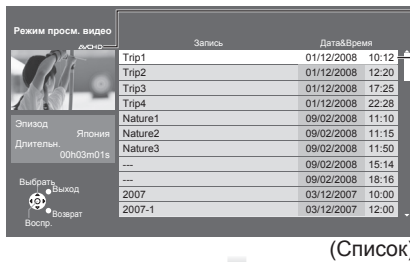 Режим просм. видео
AVCHD
Запись Дата&Время
Trip1 01/12/2008 10:12
Trip2 01/12/2008 12:20
Trip3 01/12/2008 17:25
Trip4 01/12/2008 22:28
Nature1 09/02/2008 11:10
Nature2 09/02/2008 11:15
Nature3 09/02/2008 11:50
--- 09/02/2008 15:14
--- 09/02/2008 18:16
2007 03/12/2007 10:00
2007-1 03/12/2007 12:00
Эпизод
Япония
Длительн.
00h03m01s
Выбрать
Выход
Возврат
Воспр.
(Список)